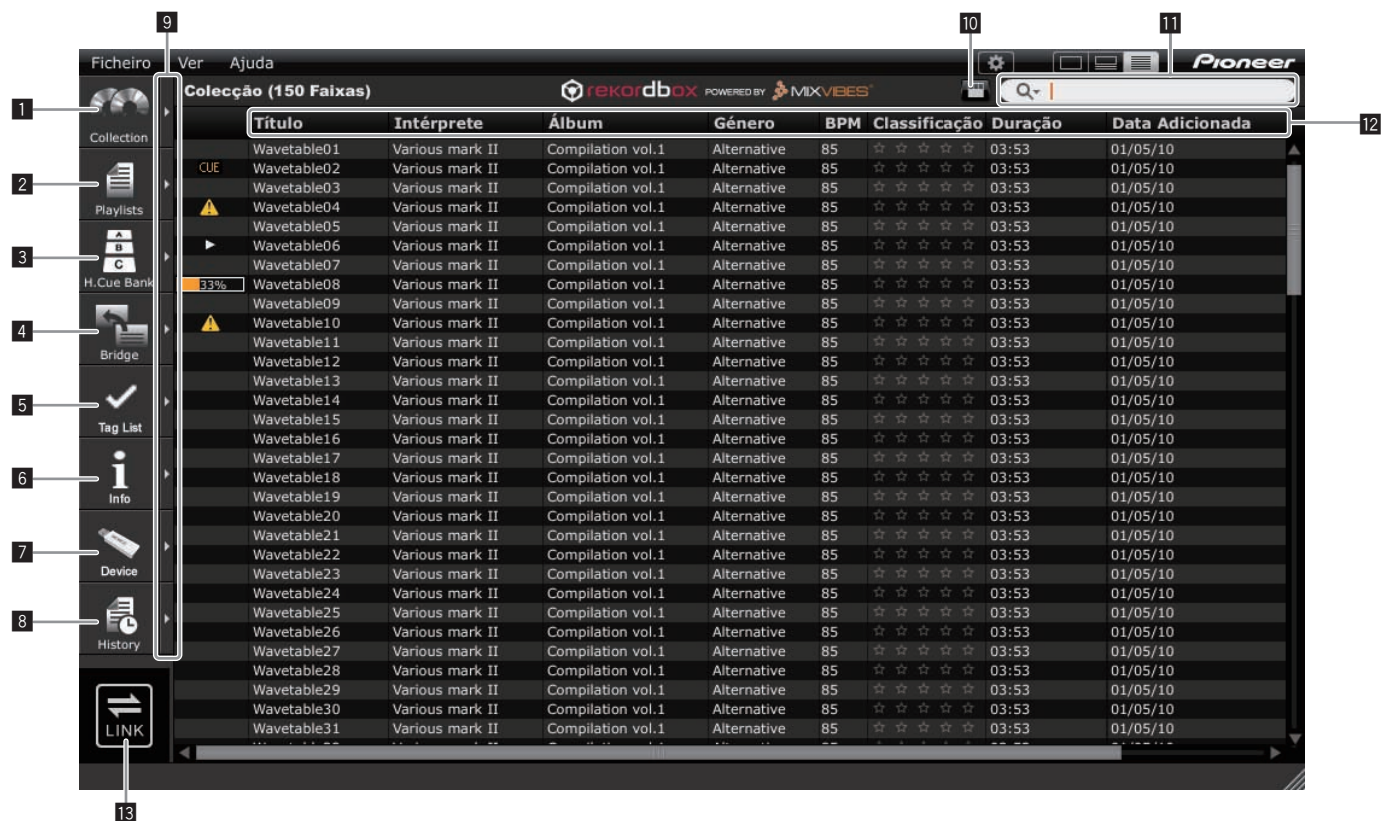 9 10 11
Ficheiro Ver Ajuda Pioneer
Colecção (150 Faixas) rekordbox POWERED BY MIXVIBES
1 Collection
2 Playlists
3 A B C H.Cue Bank
4 Bridge
5 Tag List
6 Info
7 Device
8 History
LINK
13
Título Intérprete Álbum Género BPM Classificação Duração Data Adicionada 12
Wavetable01 Various mark II Compilation vol.1 Alternative 85 03:53 01/05/10
CUE Wavetable02 Various mark II Compilation vol.1 Alternative 85 03:53 01/05/10
Wavetable03 Various mark II Compilation vol.1 Alternative 85 03:53 01/05/10
Wavetable04 Various mark II Compilation vol.1 Alternative 85 03:53 01/05/10
Wavetable05 Various mark II Compilation vol.1 Alternative 85 03:53 01/05/10
Wavetable06 Various mark II Compilation vol.1 Alternative 85 03:53 01/05/10
Wavetable07 Various mark II Compilation vol.1 Alternative 85 03:53 01/05/10
33% Wavetable08 Various mark II Compilation vol.1 Alternative 85 03:53 01/05/10
Wavetable09 Various mark II Compilation vol.1 Alternative 85 03:53 01/05/10
Wavetable10 Various mark II Compilation vol.1 Alternative 85 03:53 01/05/10
Wavetable11 Various mark II Compilation vol.1 Alternative 85 03:53 01/05/10
Wavetable12 Various mark II Compilation vol.1 Alternative 85 03:53 01/05/10
Wavetable13 Various mark II Compilation vol.1 Alternative 85 03:53 01/05/10
Wavetable14 Various mark II Compilation vol.1 Alternative 85 03:53 01/05/10
Wavetable15 Various mark II Compilation vol.1 Alternative 85 03:53 01/05/10
Wavetable16 Various mark II Compilation vol.1 Alternative 85 03:53 01/05/10
Wavetable17 Various mark II Compilation vol.1 Alternative 85 03:53 01/05/10
Wavetable18 Various mark II Compilation vol.1 Alternative 85 03:53 01/05/10
Wavetable19 Various mark II Compilation vol.1 Alternative 85 03:53 01/05/10
Wavetable20 Various mark II Compilation vol.1 Alternative 85 03:53 01/05/10
Wavetable21 Various mark II Compilation vol.1 Alternative 85 03:53 01/05/10
Wavetable22 Various mark II Compilation vol.1 Alternative 85 03:53 01/05/10
Wavetable23 Various mark II Compilation vol.1 Alternative 85 03:53 01/05/10
Wavetable24 Various mark II Compilation vol.1 Alternative 85 03:53 01/05/10
Wavetable25 Various mark II Compilation vol.1 Alternative 85 03:53 01/05/10
Wavetable26 Various mark II Compilation vol.1 Alternative 85 03:53 01/05/10
Wavetable27 Various mark II Compilation vol.1 Alternative 85 03:53 01/05/10
Wavetable28 Various mark II Compilation vol.1 Alternative 85 03:53 01/05/10
Wavetable29 Various mark II Compilation vol.1 Alternative 85 03:53 01/05/10
Wavetable30 Various mark II Compilation vol.1 Alternative 85 03:53 01/05/10
Wavetable31 Various mark II Compilation vol.1 Alternative 85 03:53 01/05/10